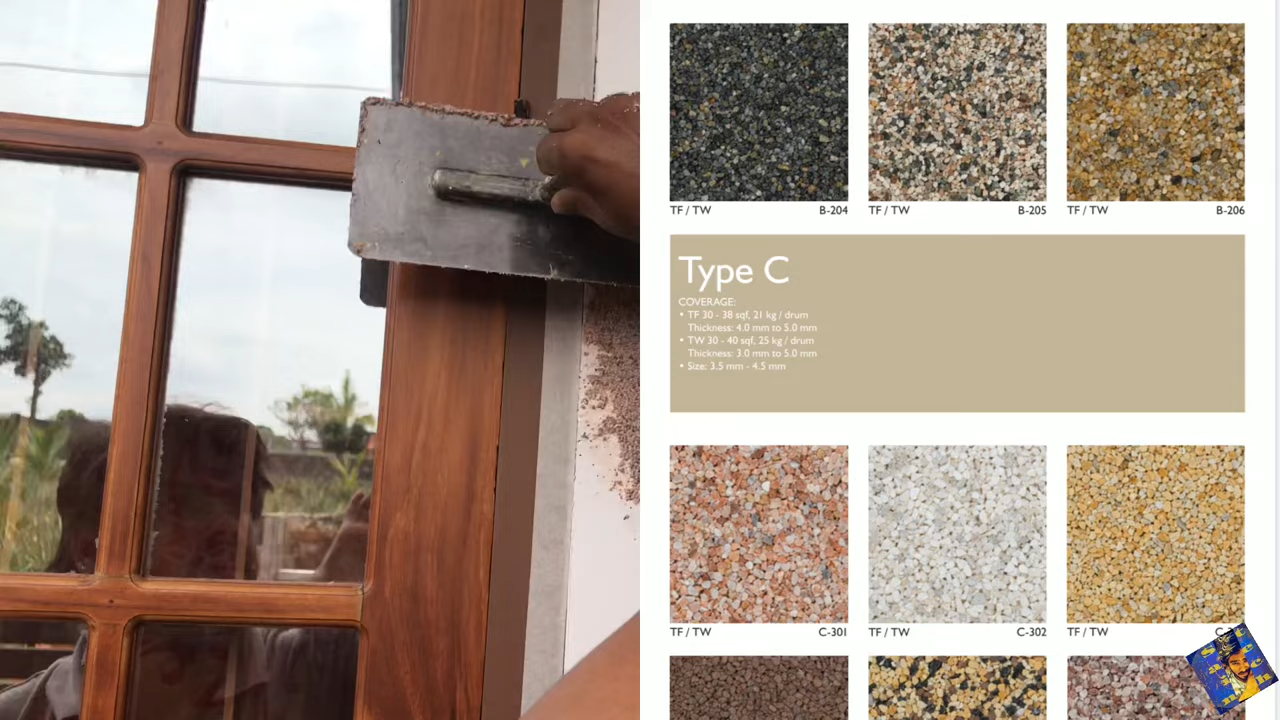 TF / TW B-204
TF / TW B-205
TF / TW B-206
Type C
COVERAGE:
• TF 30 - 38 sqf, 21 kg / drum
Thickness: 4.0 mm to 5.0 mm
• TW 30 - 40 sqf, 25 kg / drum
Thickness: 3.0 mm to 5.0 mm
• Size: 3.5 mm - 4.5 mm
TF / TW C-301
TF / TW C-302
TF / TW